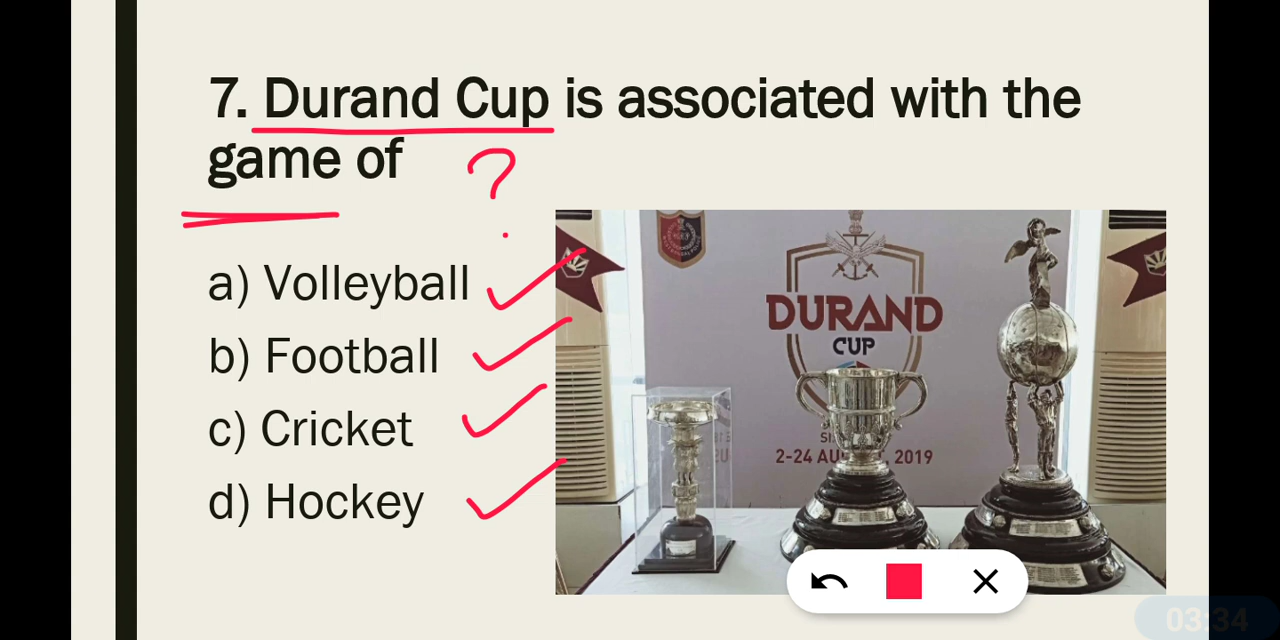 7. Durand Cup is associated with the
game of
?
a) Volleyball
b) Football
c) Cricket
d) Hockey
DURAND
CUP
2-24 AU 2019
03:34